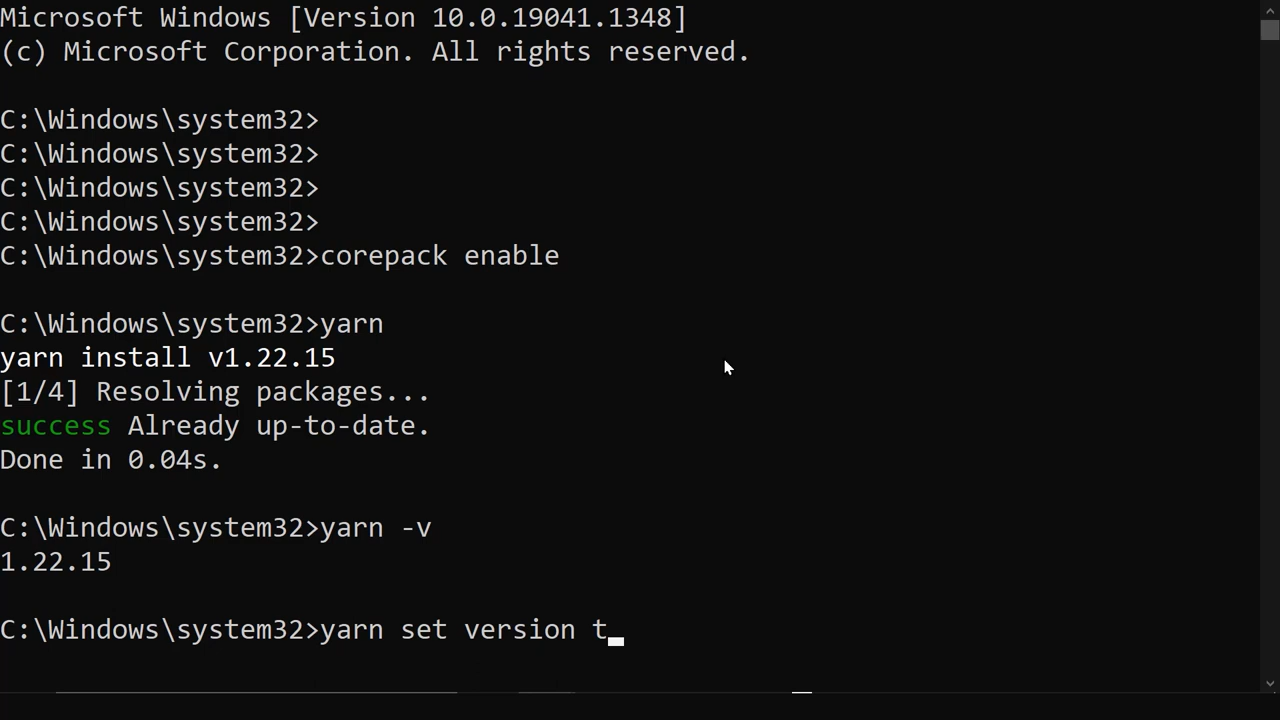 Microsoft Windows [Version 10.0.19041.1348]
(c) Microsoft Corporation. All rights reserved.
C:\Windows\system32>
C:\Windows\system32>
C:\Windows\system32>
C:\Windows\system32>
C:\Windows\system32>corepack enable
C:\Windows\system32>yarn
yarn install v1.22.15
[1/4] Resolving packages...
success Already up-to-date.
Done in 0.04s.
C:\Windows\system32>yarn -v
1.22.15
C:\Windows\system32>yarn set version t